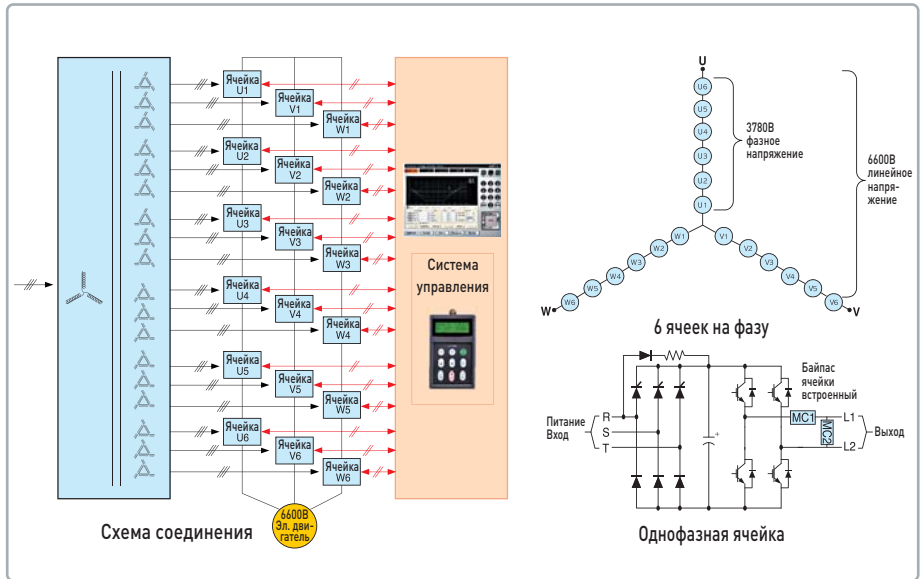 Ячейка
U1
Ячейка
V1
Ячейка
W1
Ячейка
U2
Ячейка
V2
Ячейка
W2
Ячейка
U3
Ячейка
V3
Ячейка
W3
Ячейка
U4
Ячейка
V4
Ячейка
W4
Ячейка
U5
Ячейка
V5
Ячейка
W5
Ячейка
U6
Ячейка
V6
Ячейка
W6
6600В
Эл. дви-
гатель
Схема соединения
Система
управления
U
U6
U5
U4
U3
U2
U1
3780В
фазное
напряжение
6600В
линейное
напря-
жение
W1
W2
W3
W4
W5
W6
W
V1
V2
V3
V4
V5
V6
V
6 ячеек на фазу
Байпас
ячейки
встроенный
Питание
Вход
R
S
T
+
MC1
MC2
L1
L2
Выход
Однофазная ячейка